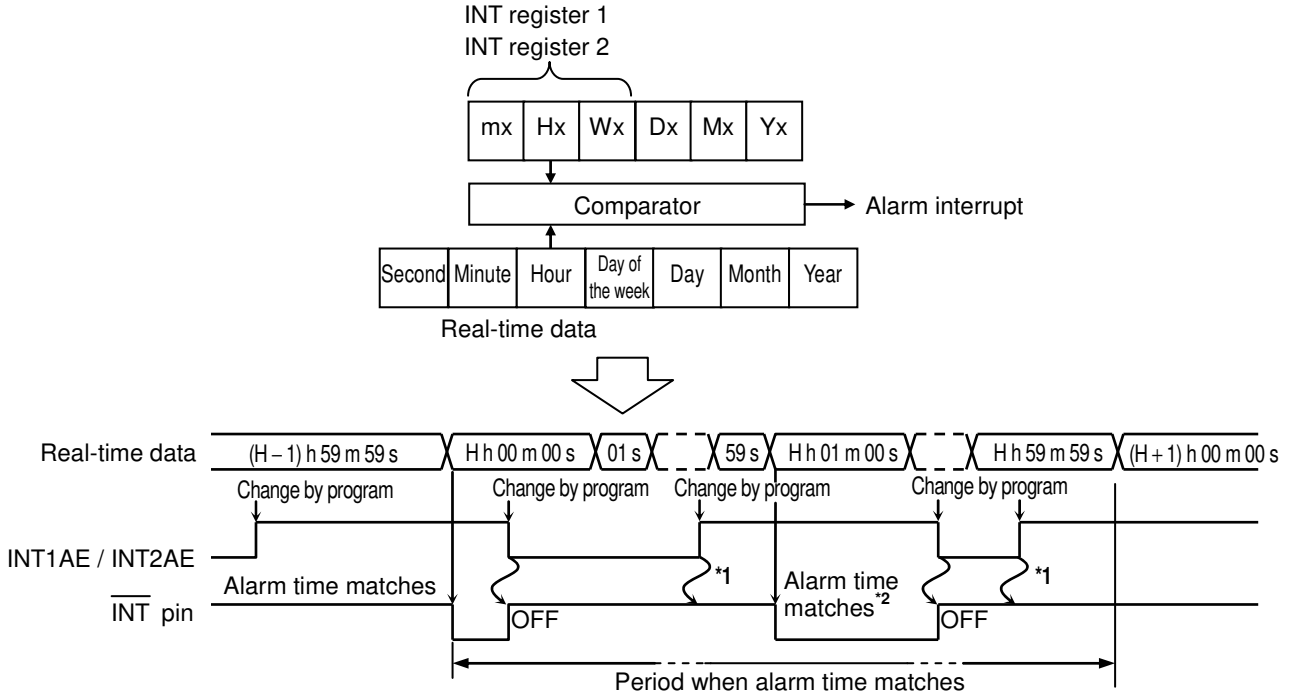 INT register 1
INT register 2
mx Hx Wx Dx Mx Yx
Comparator
Alarm interrupt
Second Minute Hour Day of the week Day Month Year
Real-time data
Real-time data
(H − 1) h 59 m 59 s
H h 00 m 00 s
01 s
59 s
H h 01 m 00 s
H h 59 m 59 s
(H + 1) h 00 m 00 s
Change by program
Change by program
Change by program
Change by program
INT1AE / INT2AE
*1
*1
Alarm time matches
Alarm time
matches*2
INT pin
OFF
OFF
Period when alarm time matches